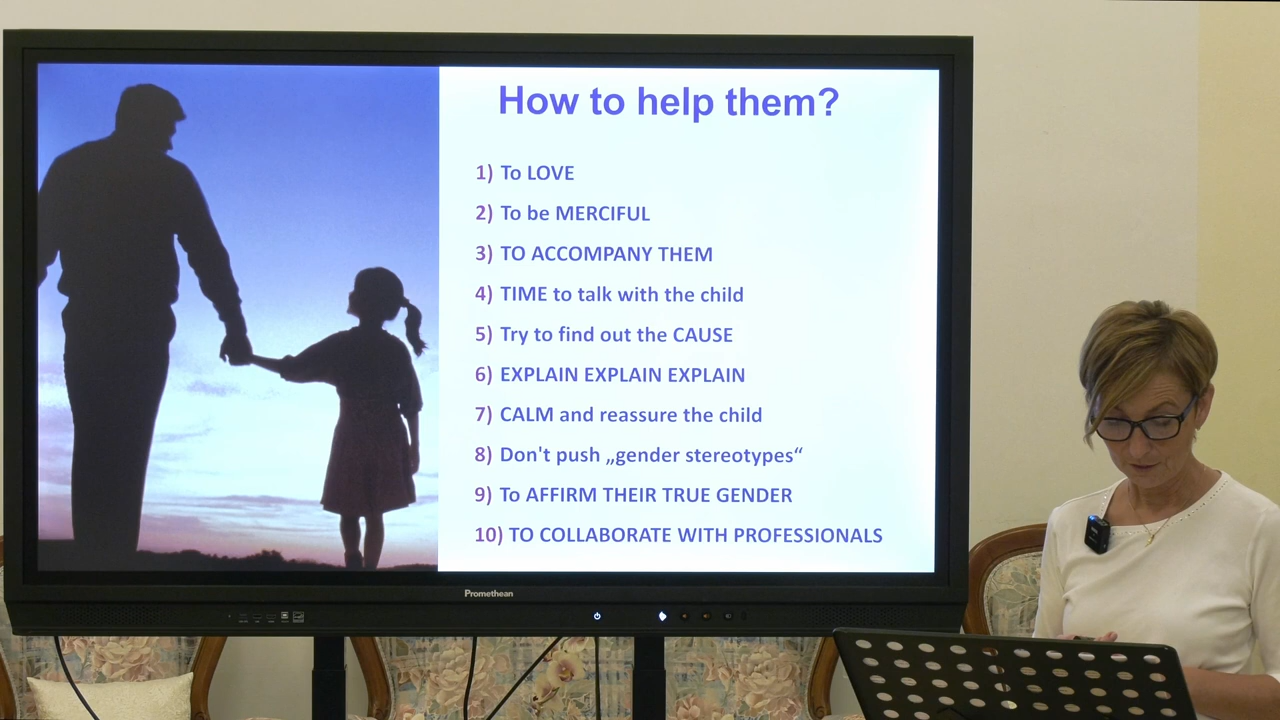 How to help them?
1) To LOVE
2) To be MERCIFUL
3) TO ACCOMPANY THEM
4) TIME to talk with the child
5) Try to find out the CAUSE
6) EXPLAIN EXPLAIN EXPLAIN
7) CALM and reassure the child
8) Don't push „gender stereotypes“
9) To AFFIRM THEIR TRUE GENDER
10) TO COLLABORATE WITH PROFESSIONALS
Promethean